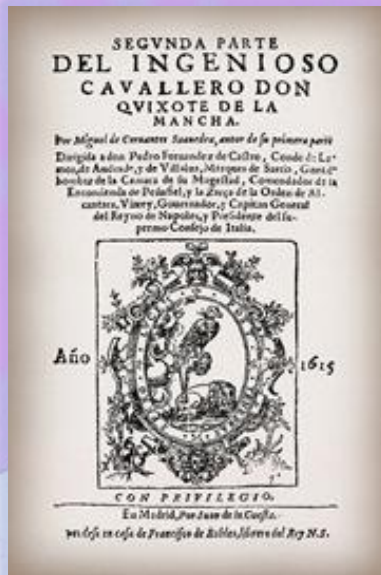 SEGVNDA PARTE
DEL INGENIOSO
CAVALLERO DON
QVIXOTE DE LA
MANCHA.
Por Miguel de Ceruantes Saauedra, autor de su primera parte
Dirigida a don Pedro Fernandez de Castro, Conde de Le-
mos, de Andrade, y de Villalua, Marques de Sarria, Gentil-
hombre de la Camara de su Magestad, Comendador de la
Encomienda de Peñafiel, y la Zarça de la Orden de Al-
cantara, Virrey, Gouernador, y Capitan General
del Reyno de Napoles, y Presidente del su-
premo Consejo de Italia.
Año 1615
CON PRIVILEGIO,
En Madrid, Por Juan de la Cuesta.
vendese en casa de Francisco de Robles, librero del Rey N.S.